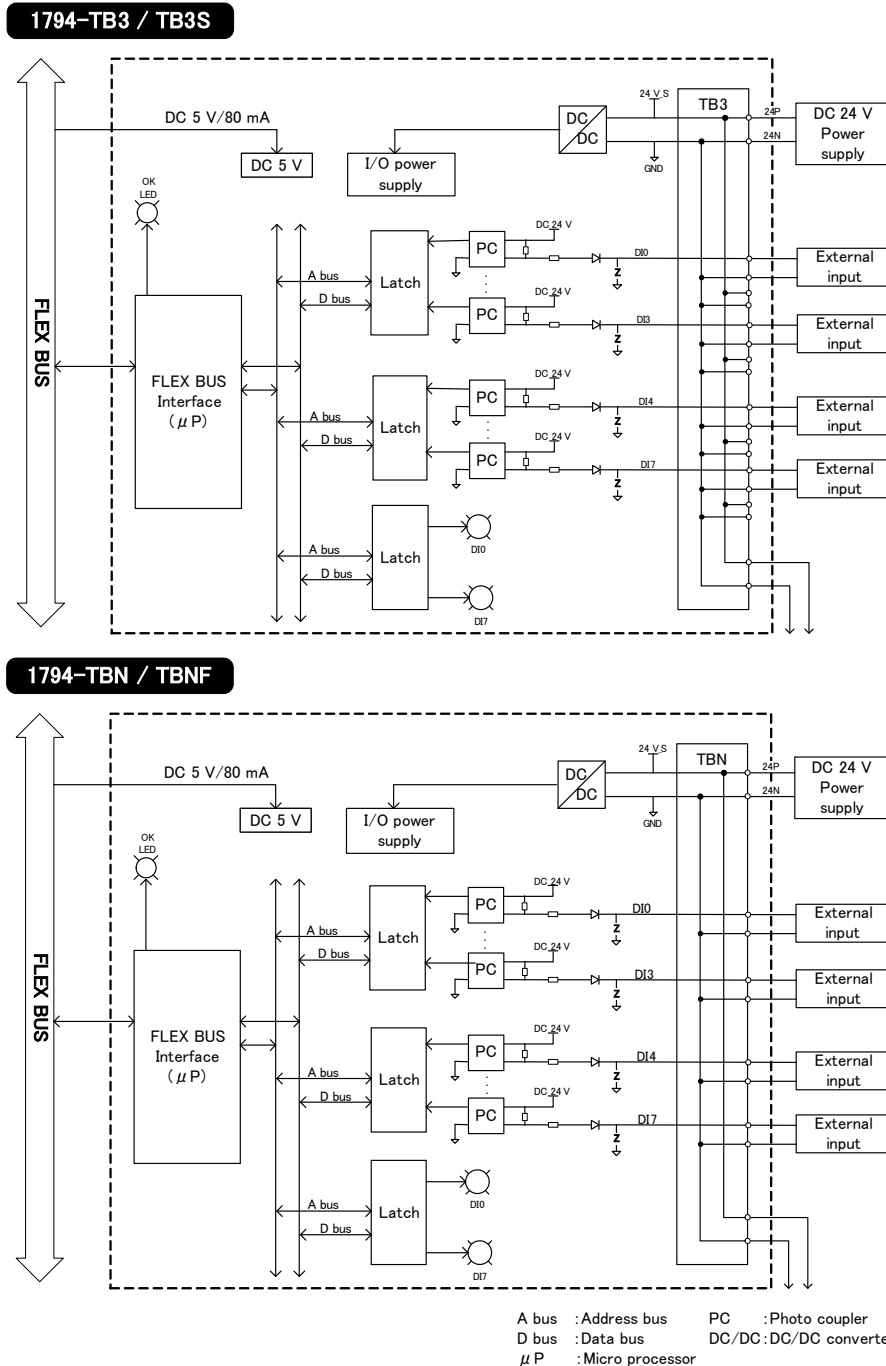 1794-TB3 / TB3S
24 V S
TB3
24P
DC 24 V
Power
supply
24N
DC 5 V/80 mA
DC
DC
DC 5 V
I/O power
supply
GND
OK
LED
DC 24 V
PC
DI0
External
input
A bus
Latch
Z
D bus
DC 24 V
PC
DI3
External
input
Z
FLEX BUS
FLEX BUS
Interface
(μP)
DC 24 V
PC
DI4
External
input
A bus
Latch
Z
D bus
DC 24 V
PC
DI7
External
input
Z
A bus
Latch
DI0
D bus
DI7
1794-TBN / TBNF
24 V S
TBN
24P
DC 24 V
Power
supply
24N
DC 5 V/80 mA
DC
DC
DC 5 V
I/O power
supply
GND
OK
LED
DC 24 V
PC
DI0
External
input
A bus
Latch
Z
D bus
DC 24 V
PC
DI3
External
input
Z
FLEX BUS
FLEX BUS
Interface
(μP)
DC 24 V
PC
DI4
External
input
A bus
Latch
Z
D bus
DC 24 V
PC
DI7
External
input
Z
A bus
Latch
DI0
D bus
DI7
A bus :Address bus PC :Photo coupler
D bus :Data bus DC/DC:DC/DC converte
μP :Micro processor